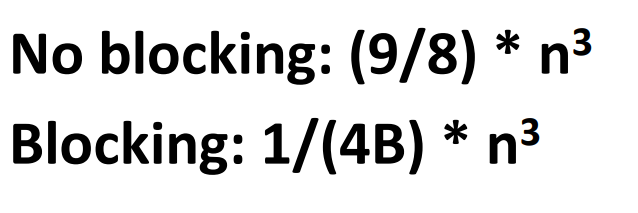 No blocking: (9/8) * n³
Blocking: 1/(4B) * n³